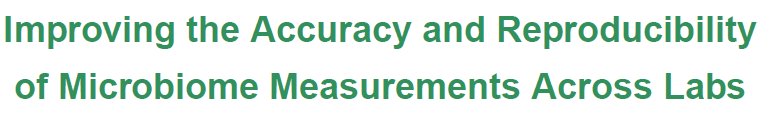 Improving the Accuracy and Reproducibility
of Microbiome Measurements Across Labs